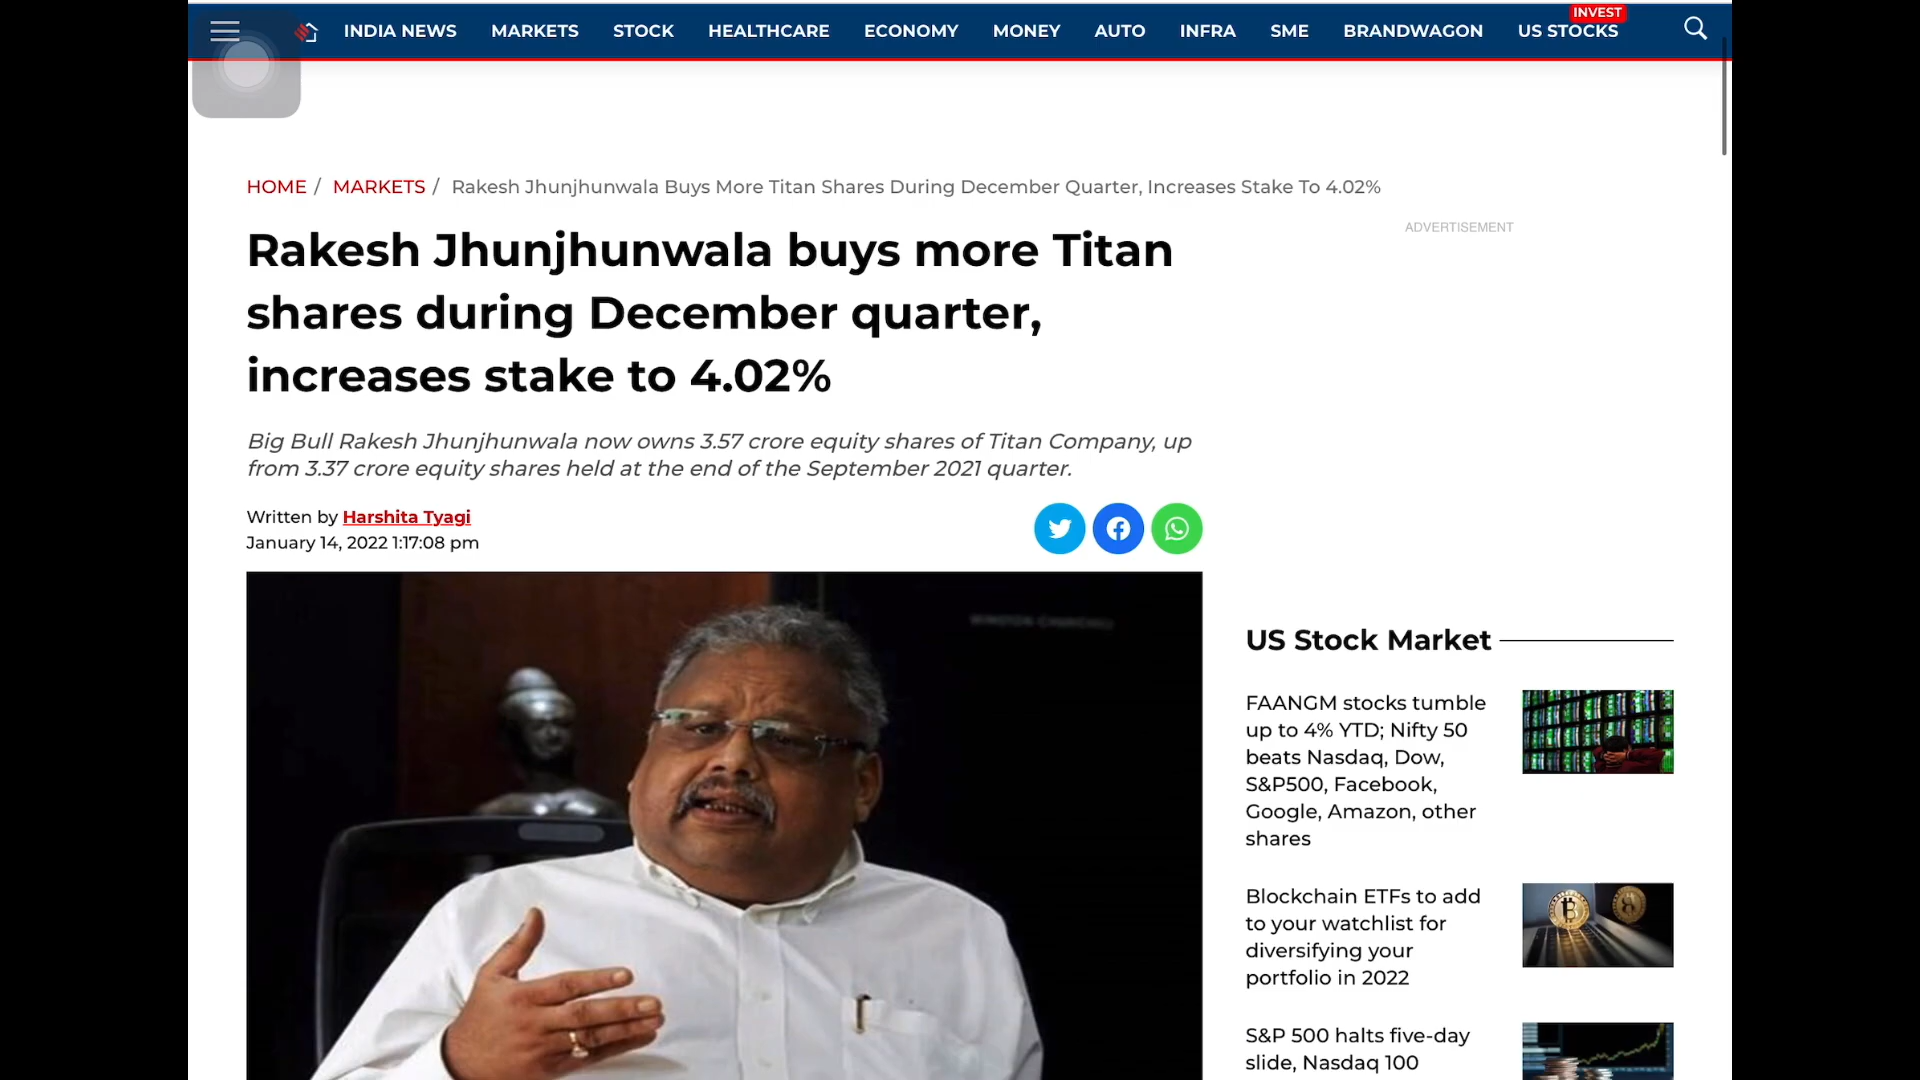 INDIA NEWS MARKETS STOCK HEALTHCARE ECONOMY MONEY AUTO INFRA SME BRANDWAGON US STOCKS INVEST
HOME / MARKETS / Rakesh Jhunjhunwala Buys More Titan Shares During December Quarter, Increases Stake To 4.02%
ADVERTISEMENT
Rakesh Jhunjhunwala buys more Titan
shares during December quarter,
increases stake to 4.02%
Big Bull Rakesh Jhunjhunwala now owns 3.57 crore equity shares of Titan Company, up
from 3.37 crore equity shares held at the end of the September 2021 quarter.
Written by Harshita Tyagi
January 14, 2022 1:17:08 pm
WINSTON CHURCHILL
US Stock Market
FAANGM stocks tumble
up to 4% YTD; Nifty 50
beats Nasdaq, Dow,
S&P500, Facebook,
Google, Amazon, other
shares
Blockchain ETFs to add
to your watchlist for
diversifying your
portfolio in 2022
S&P 500 halts five-day
slide, Nasdaq 100